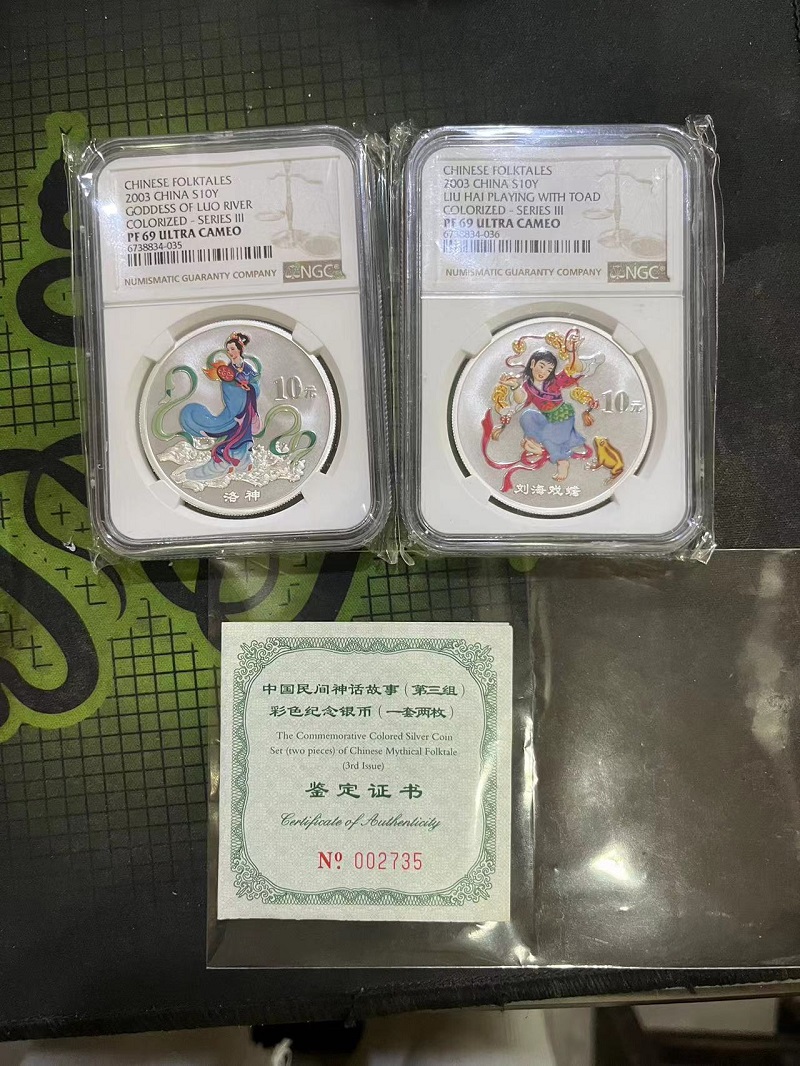 CHINESE FOLKTALES
2003 CHINA S10Y
GODDESS OF LUO RIVER
COLORIZED - SERIES III
PF 69 ULTRA CAMEO
6738834-035
NUMISMATIC GUARANTY COMPANY
NGC
10元
洛神
CHINESE FOLKTALES
2003 CHINA S10Y
LIU HAI PLAYING WITH TOAD
COLORIZED - SERIES III
PF 69 ULTRA CAMEO
6738834-036
NUMISMATIC GUARANTY COMPANY
NGC
10元
刘海戏蟾
中国民间神话故事(第三组)
彩色纪念银币(一套两枚)
The Commemorative Colored Silver Coin
Set (two pieces) of Chinese Mythical Folktale
(3rd Issue)
鉴定证书
Certificate of Authenticity
Nº 002735